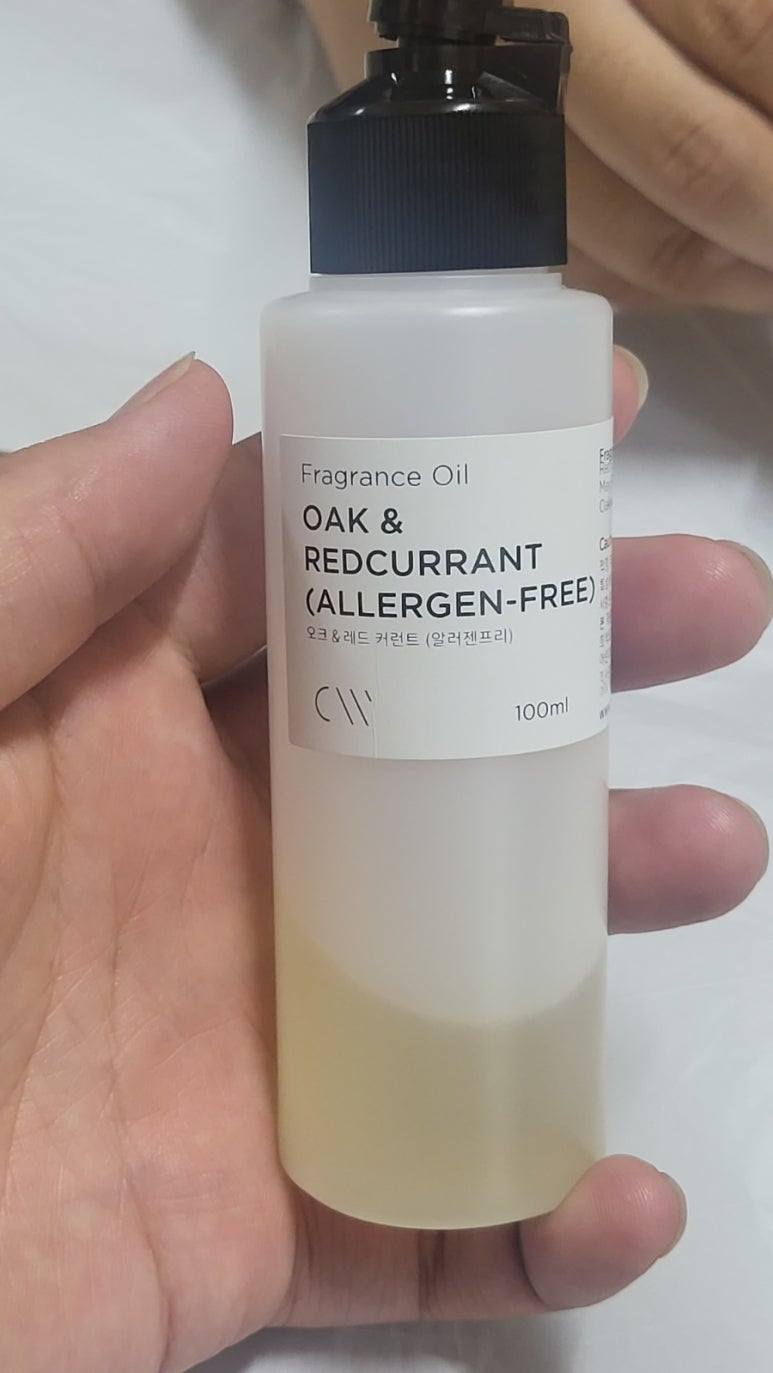 Fragrance Oil
OAK &
REDCURRANT
(ALLERGEN-FREE)
오크 & 레드 커런트 (알러젠프리)
CW
100ml